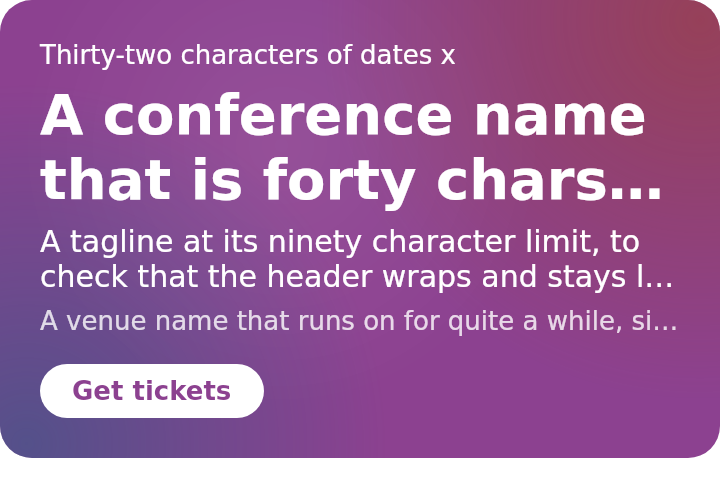 Thirty-two characters of dates x
A conference name
that is forty chars…
A tagline at its ninety character limit, to
check that the header wraps and stays l…
A venue name that runs on for quite a while, si…
Get tickets